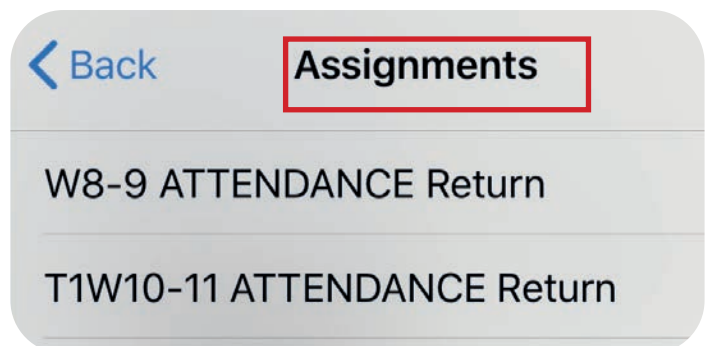 Back
Assignments
W8-9 ATTENDANCE Return
T1W10-11 ATTENDANCE Return